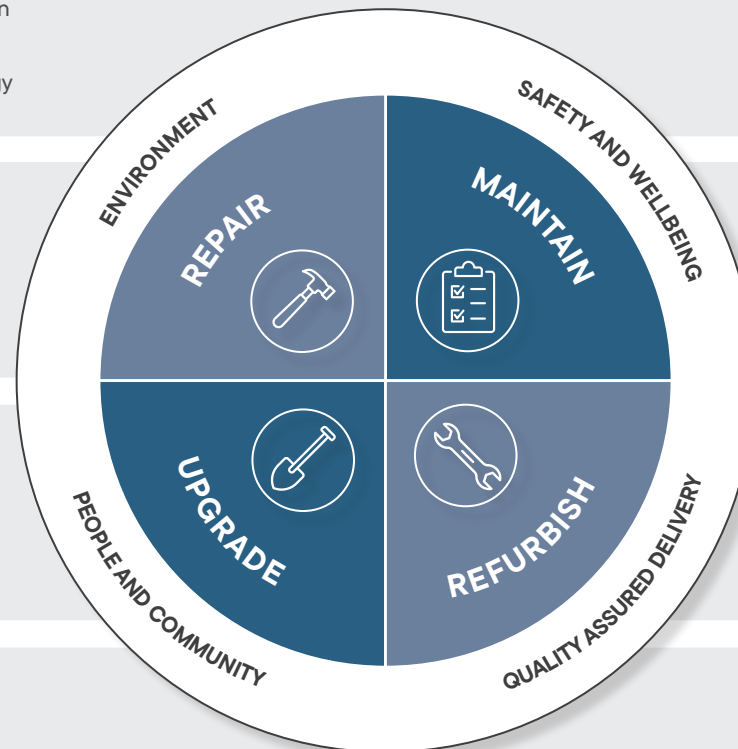 ENVIRONMENT
SAFETY AND WELLBEING
REPAIR
MAINTAIN
UPGRADE
REFURBISH
PEOPLE AND COMMUNITY
QUALITY ASSURED DELIVERY